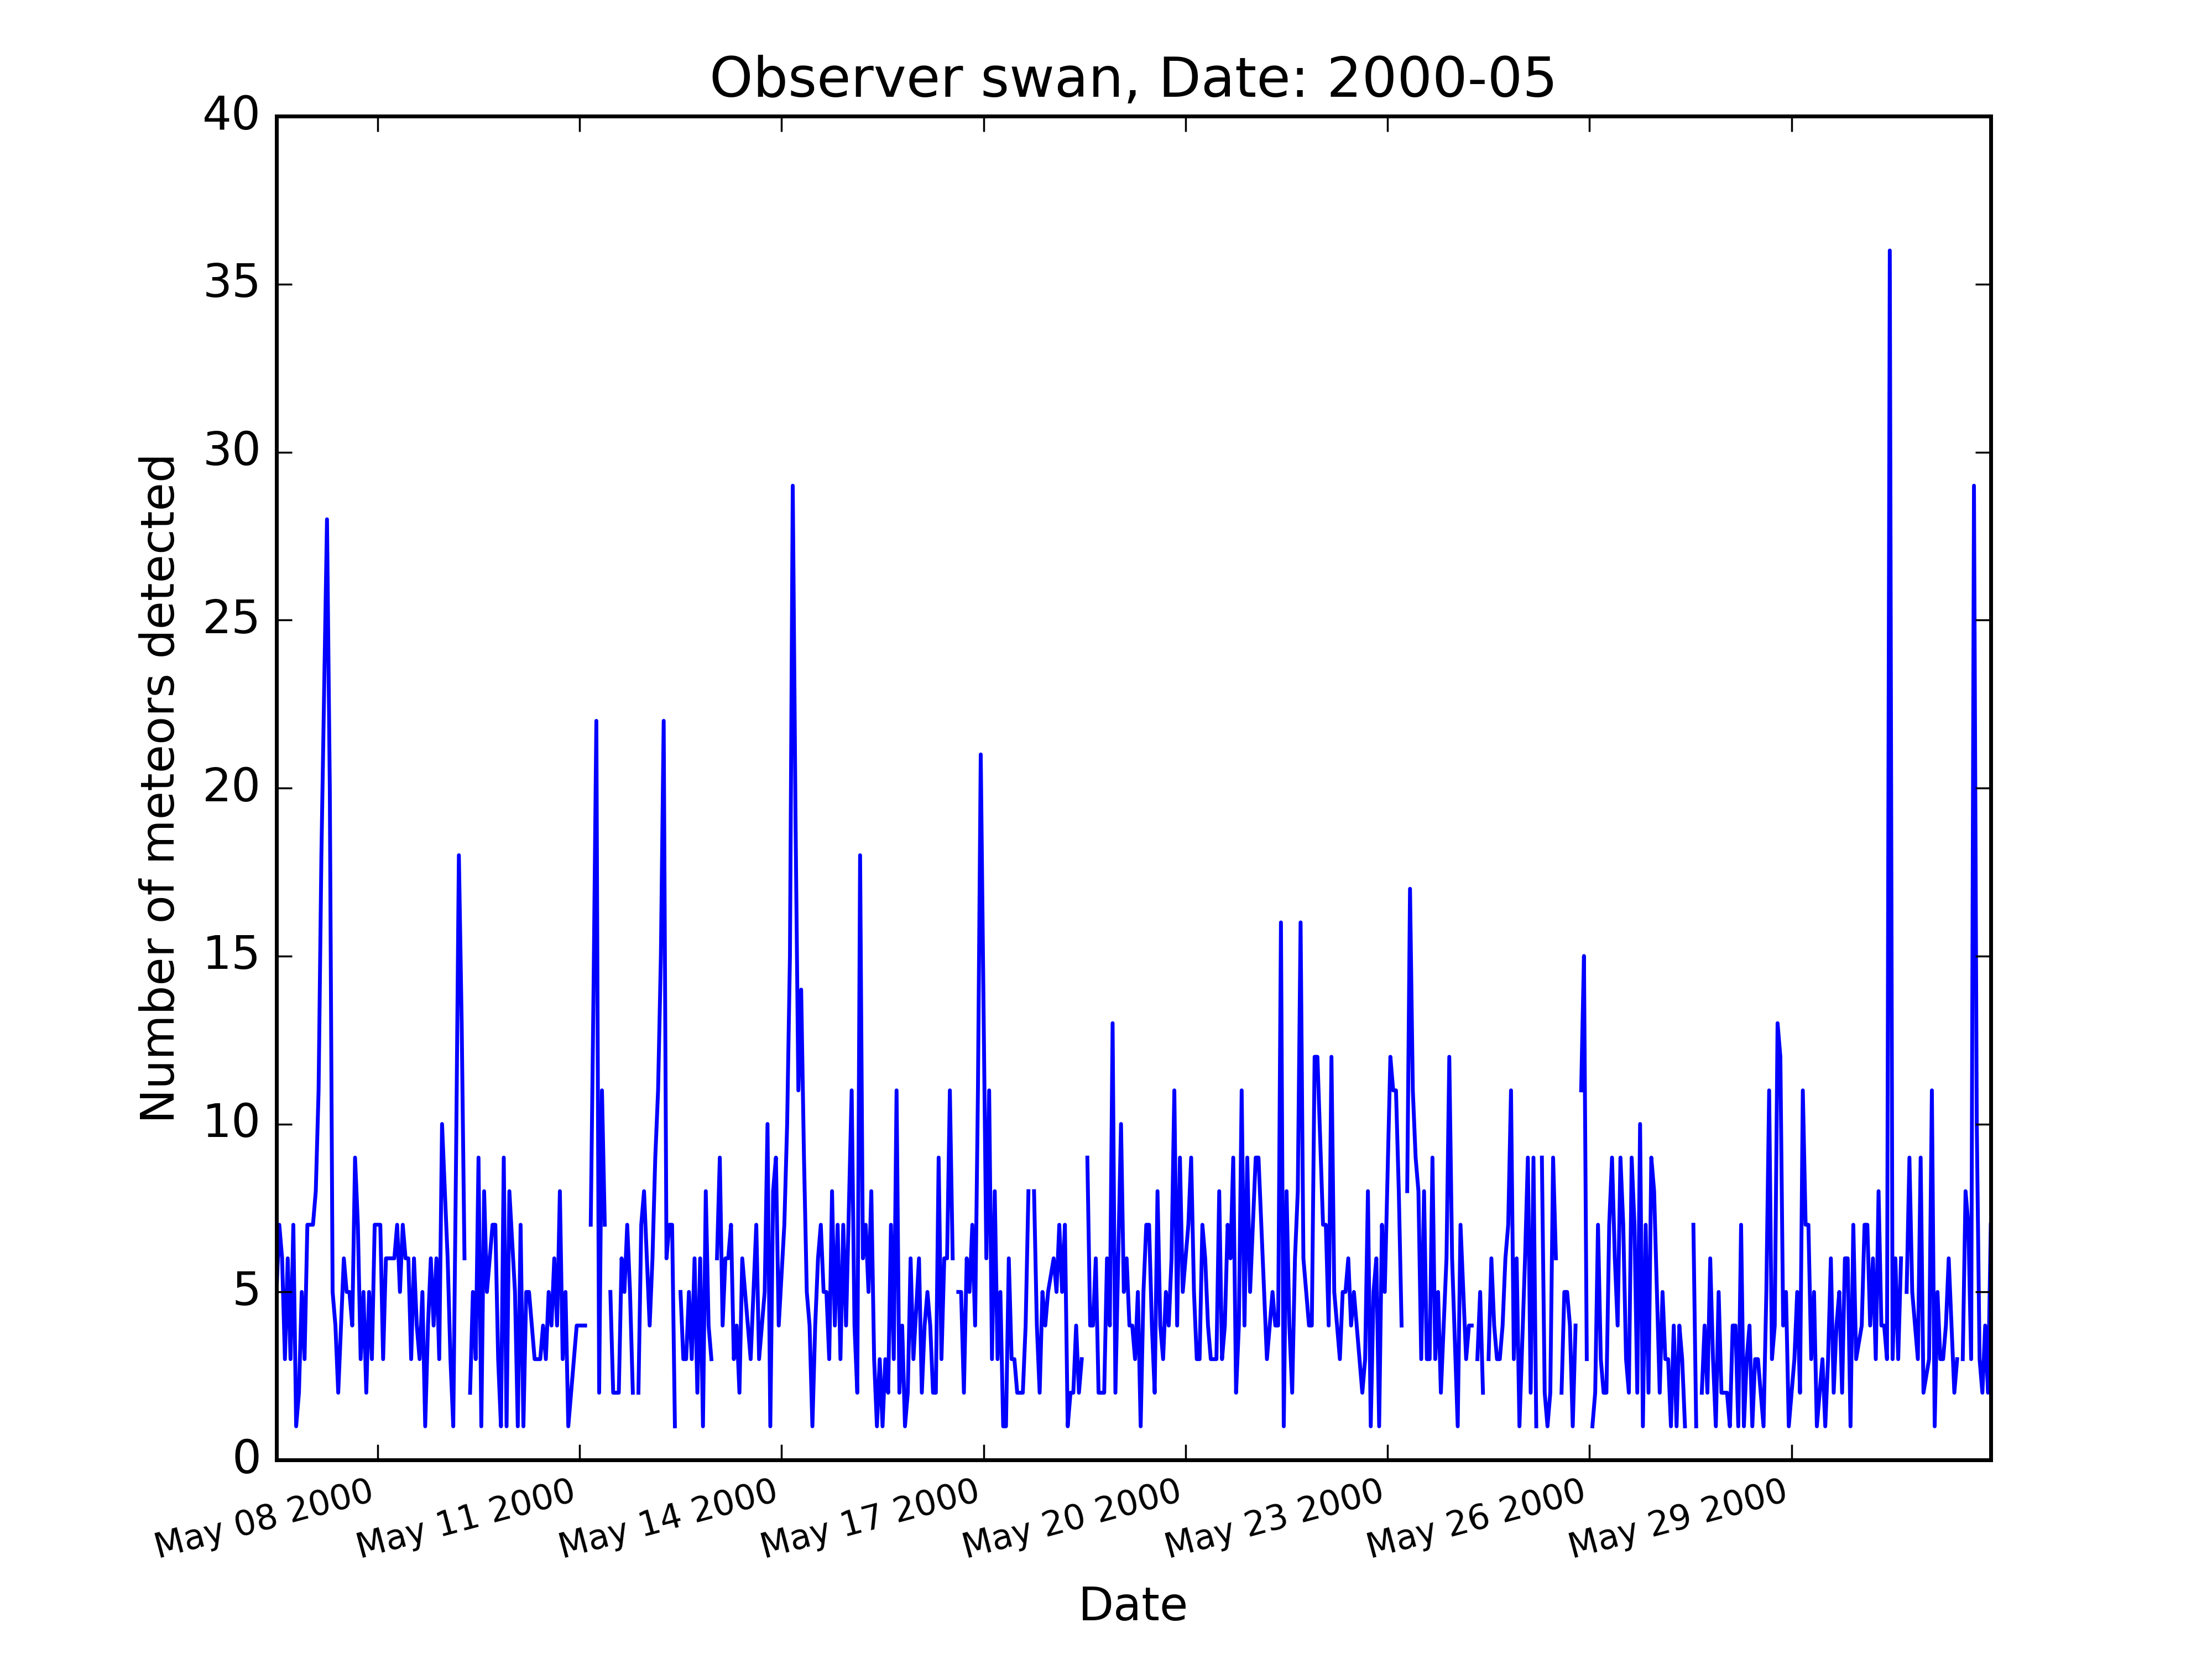 Observer swan, Date: 2000-05
40
35
30
25
20
15
10
5
0
Number of meteors detected
May 08 2000
May 11 2000
May 14 2000
May 17 2000
May 20 2000
May 23 2000
May 26 2000
May 29 2000
Date